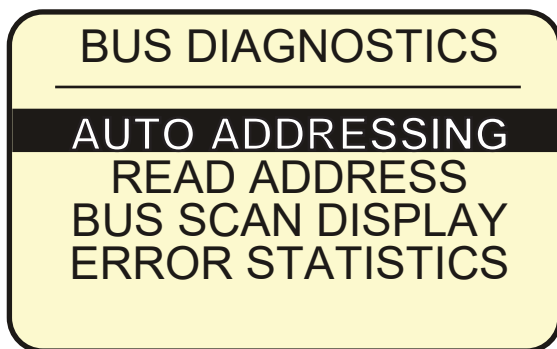 BUS DIAGNOSTICS
AUTO ADDRESSING
READ ADDRESS
BUS SCAN DISPLAY
ERROR STATISTICS